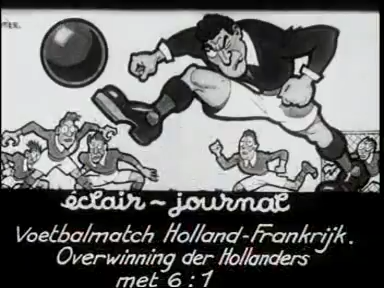 éclair-journal
Voetbalmatch Holland-Frankrijk.
Overwinning der Hollanders
met 6:1